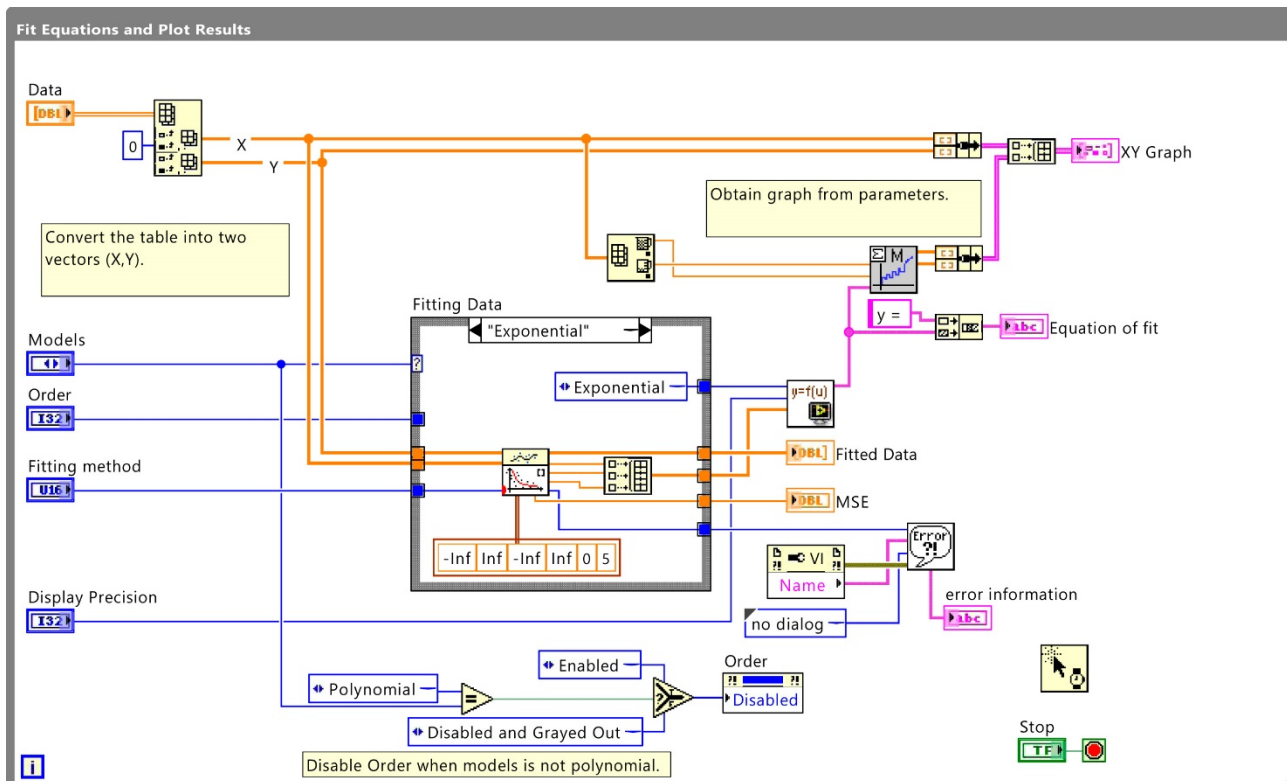 Fit Equations and Plot Results
Data
[DBL]
0
X
Y
XY Graph
Convert the table into two
vectors (X,Y).
Obtain graph from parameters.
Σ M
Fitting Data
"Exponential"
y =
abc
Equation of fit
Models
?
Order
I32
Exponential
y=f(u)
Fitting method
U16
DBL]
Fitted Data
DBL
MSE
-Inf Inf -Inf Inf 0 5
Error
?!
?! VI ?!
Name
Display Precision
I32
no dialog
error information
abc
Enabled
Order
?! ?!
Disabled
Polynomial
=
?
F
Disabled and Grayed Out
Stop
TF
i
Disable Order when models is not polynomial.